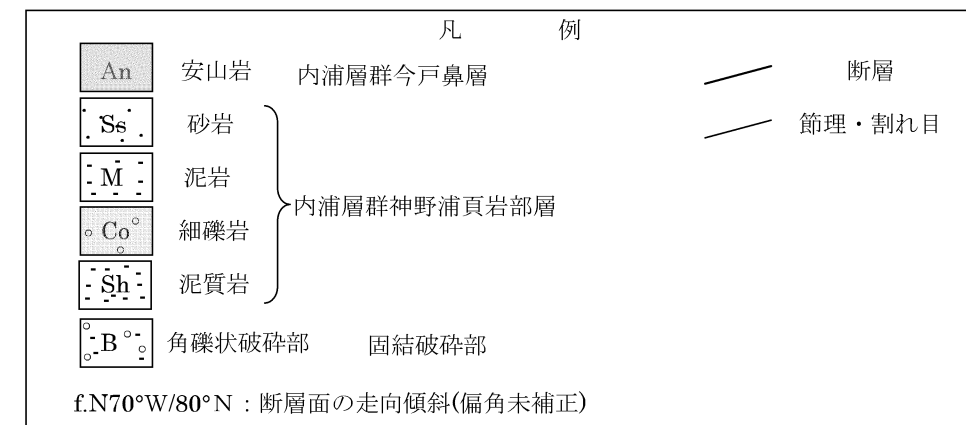 凡 例
An 安山岩 内浦層群今戸鼻層 断層
Ss 砂岩 節理・割れ目
M 泥岩
内浦層群神野浦頁岩部層
Co 細礫岩
Sh 泥質岩
B 角礫状破砕部 固結破砕部
f.N70°W/80°N：断層面の走向傾斜(偏角未補正)